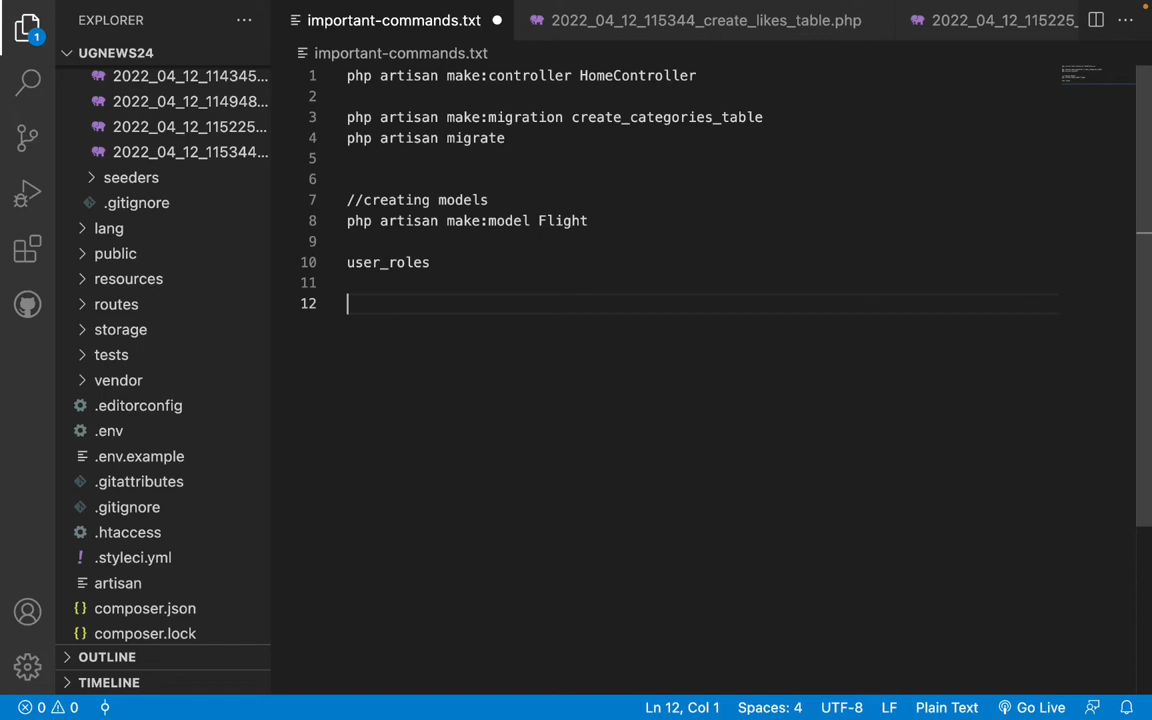 EXPLORER
important-commands.txt
2022_04_12_115344_create_likes_table.php
2022_04_12_115225_
UGNEWS24
important-commands.txt
2022_04_12_114345...
2022_04_12_114948...
2022_04_12_115225...
2022_04_12_115344...
seeders
.gitignore
lang
public
resources
routes
storage
tests
vendor
.editorconfig
.env
.env.example
.gitattributes
.gitignore
.htaccess
.styleci.yml
artisan
composer.json
composer.lock
OUTLINE
TIMELINE
1 php artisan make:controller HomeController
2
3 php artisan make:migration create_categories_table
4 php artisan migrate
5
6
7 //creating models
8 php artisan make:model Flight
9
10 user_roles
11
12
1
0 0
Ln 12, Col 1 Spaces: 4 UTF-8 LF Plain Text Go Live